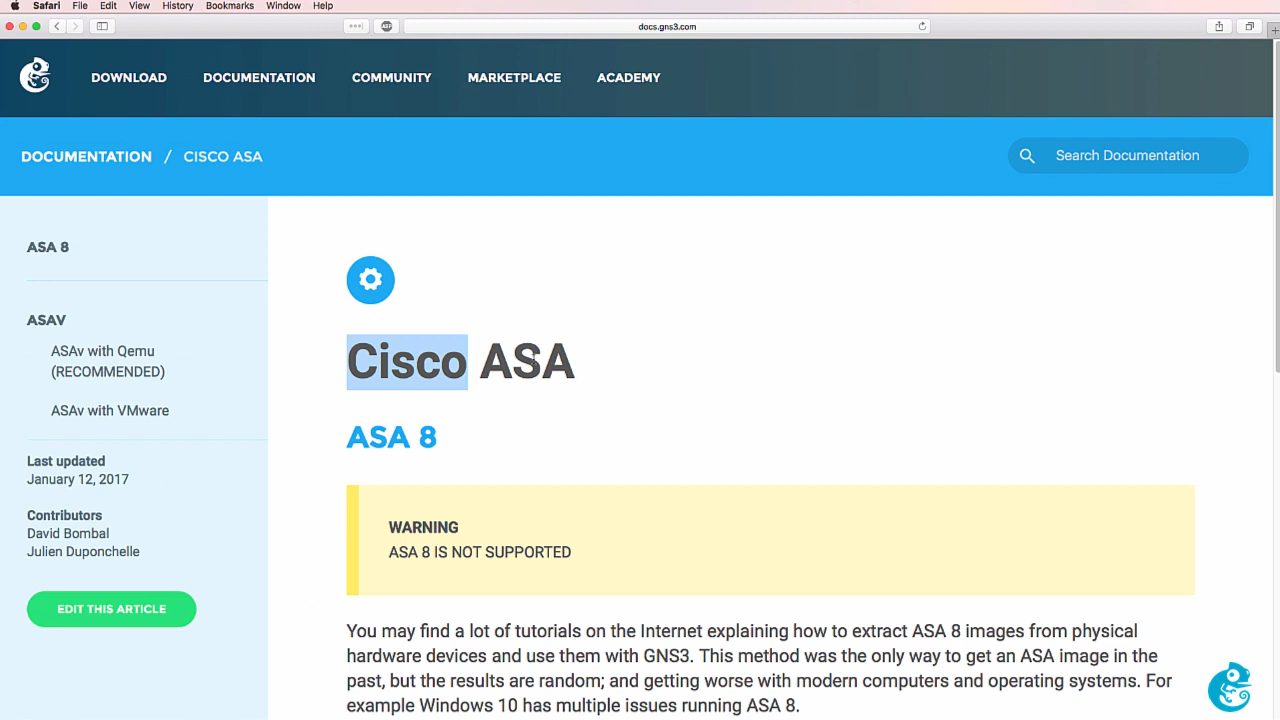 Safari File Edit View History Bookmarks Window Help
docs.gns3.com
DOWNLOAD DOCUMENTATION COMMUNITY MARKETPLACE ACADEMY
DOCUMENTATION / CISCO ASA
Search Documentation
ASA 8
ASAV
ASAv with Qemu
(RECOMMENDED)
ASAv with VMware
Last updated
January 12, 2017
Contributors
David Bombal
Julien Duponchelle
EDIT THIS ARTICLE
Cisco ASA
ASA 8
WARNING
ASA 8 IS NOT SUPPORTED
You may find a lot of tutorials on the Internet explaining how to extract ASA 8 images from physical
hardware devices and use them with GNS3. This method was the only way to get an ASA image in the
past, but the results are random; and getting worse with modern computers and operating systems. For
example Windows 10 has multiple issues running ASA 8.